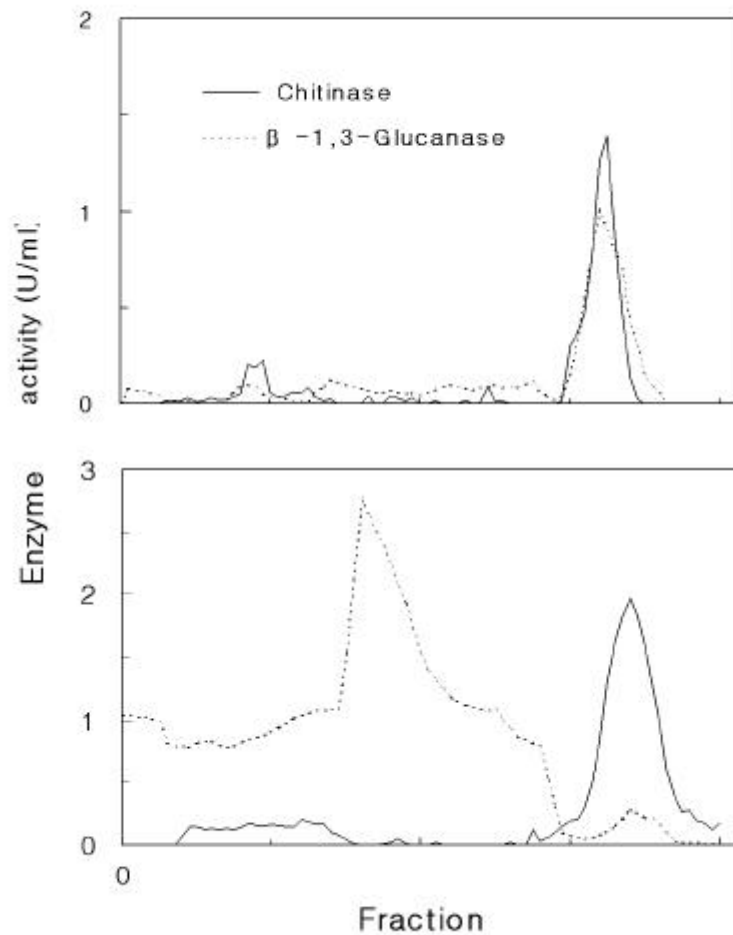 2
Chitinase
β -1,3-Glucanase
1
0
activity (U/ml)
3
Enzyme
2
1
0
0
Fraction